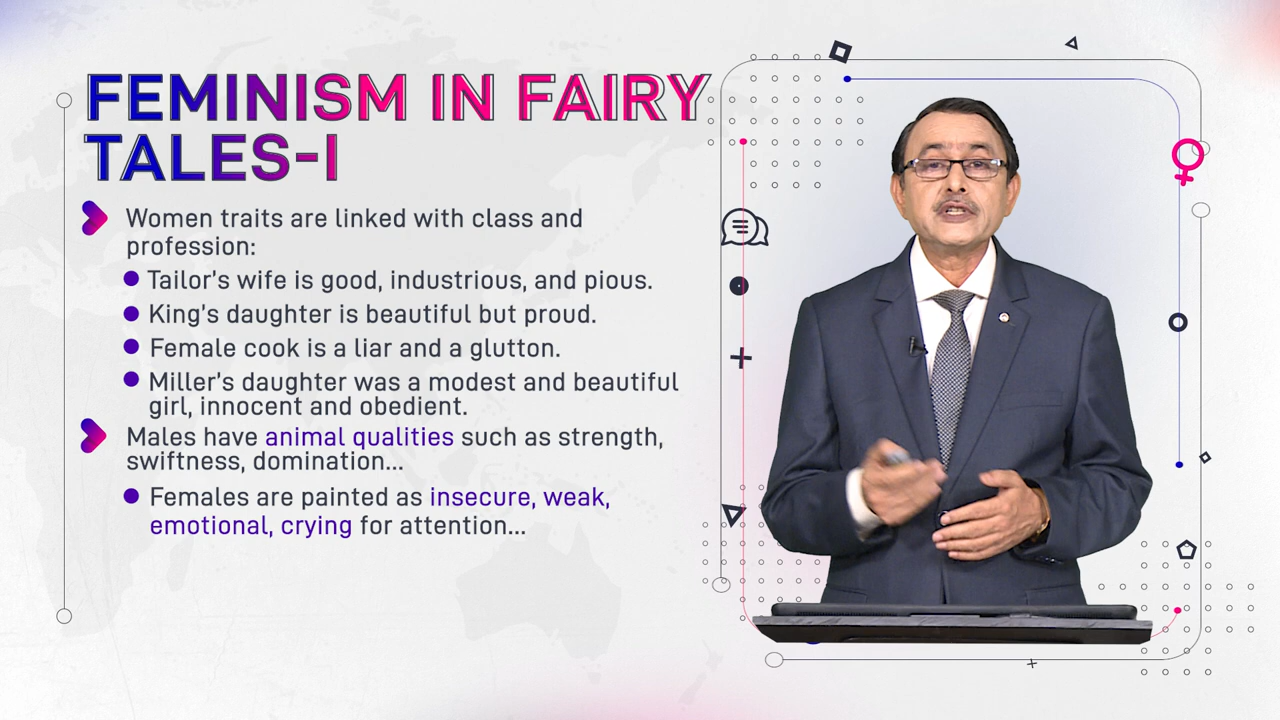 FEMINISM IN FAIRY
TALES-I
Women traits are linked with class and
profession:
Tailor's wife is good, industrious, and pious.
King's daughter is beautiful but proud.
Female cook is a liar and a glutton.
Miller's daughter was a modest and beautiful
girl, innocent and obedient.
Males have animal qualities such as strength,
swiftness, domination...
Females are painted as insecure, weak,
emotional, crying for attention...